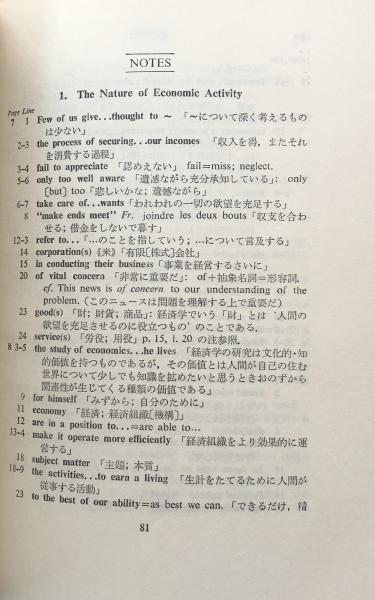 NOTES
1. The Nature of Economic Activity
Page Line
7 1 Few of us give...thought to ～ 「～について深く考えるもの
は少ない」
2-3 the process of securing...our incomes 「収入を得，またそれ
を消費する過程」
3-4 fail to appreciate 「認めえない」 fail=miss; neglect.
5-6 only too well aware 「遺憾ながら充分承知している」: only
[but] too「悲しいかな; 遺憾ながら」
6-7 take care of...wants「われわれの一切の欲望を充足する」
8 “make ends meet” Fr. joindre les deux bouts「収支を合わ
せる; 借金をしないで暮す」
12-3 refer to... 「…のことを指していう; …について言及する」
14 corporation(s) 《米》「有限[株式]会社」
15 in conducting their business「事業を経営するさいに」
20 of vital concern 「非常に重要だ」: of+抽象名詞=形容詞.
cf. This news is of concern to our understanding of the
problem. (このニュースは問題を理解する上で重要だ)
23 good(s) 「財; 財貨; 商品」: 経済学でいう「財」とは ‘人間の
欲望を充足させるのに役立つもの’ のことである.
24 service(s) 「労役; 用役」 p. 15, l. 20 の注参照.
8 3-5 the study of economics...he lives 「経済学の研究は文化的・知
的価値を持つものであるが，その価値とは人間が自己の住む
世界について少しでも知識を拡めたいと思うときおのずから
関連性が生じてくる種類の価値である」
9 for himself 「みずから; 自分のために」
11 economy 「経済; 経済組織[機構]」
12 are in a position to...=are able to...
13-4 make it operate more efficiently 「経済組織をより効果的に運
営する」
18 subject matter 「主題; 本質」
18-9 the activities...to earn a living 「生計をたてるために人間が
従事する活動」
23 to the best of our ability=as best we can. 「できるだけ，精
81